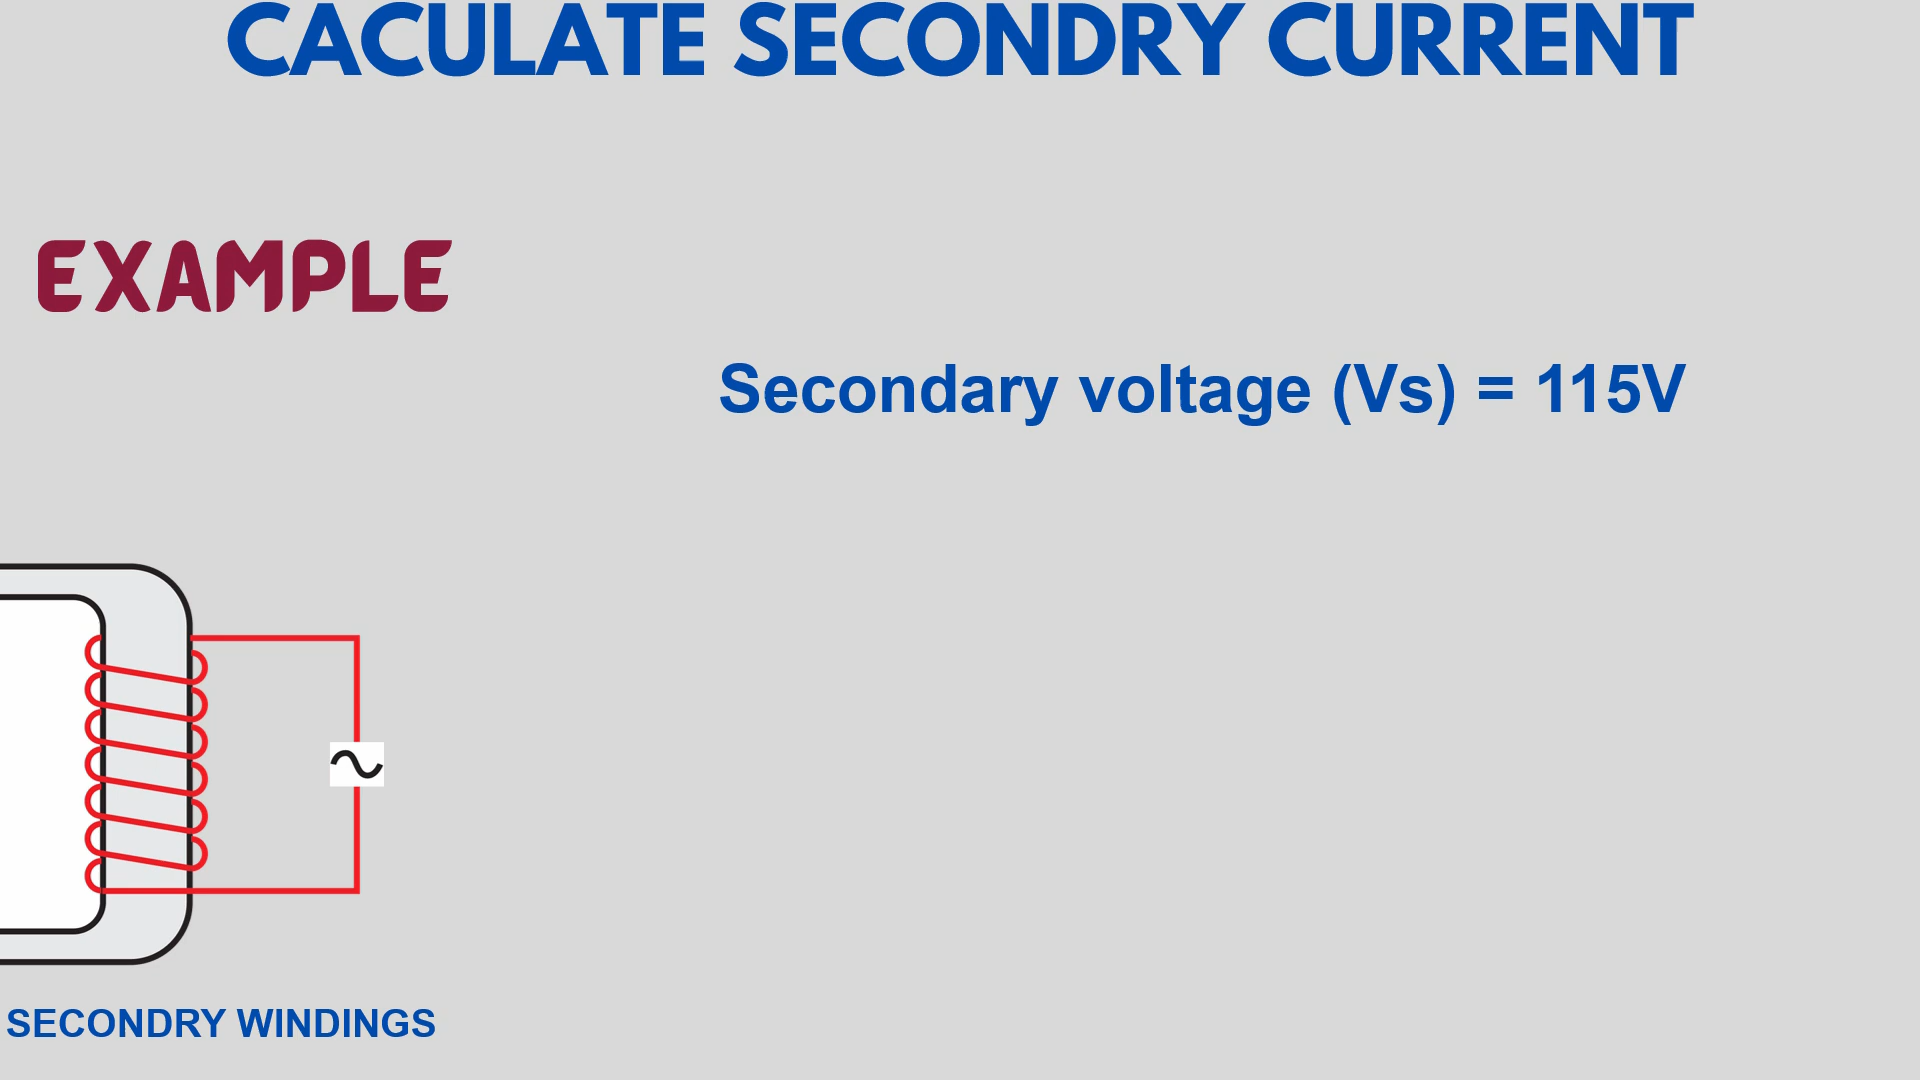 CACULATE SECONDRY CURRENT
EXAMPLE
Secondary voltage (Vs) = 115V
SECONDRY WINDINGS